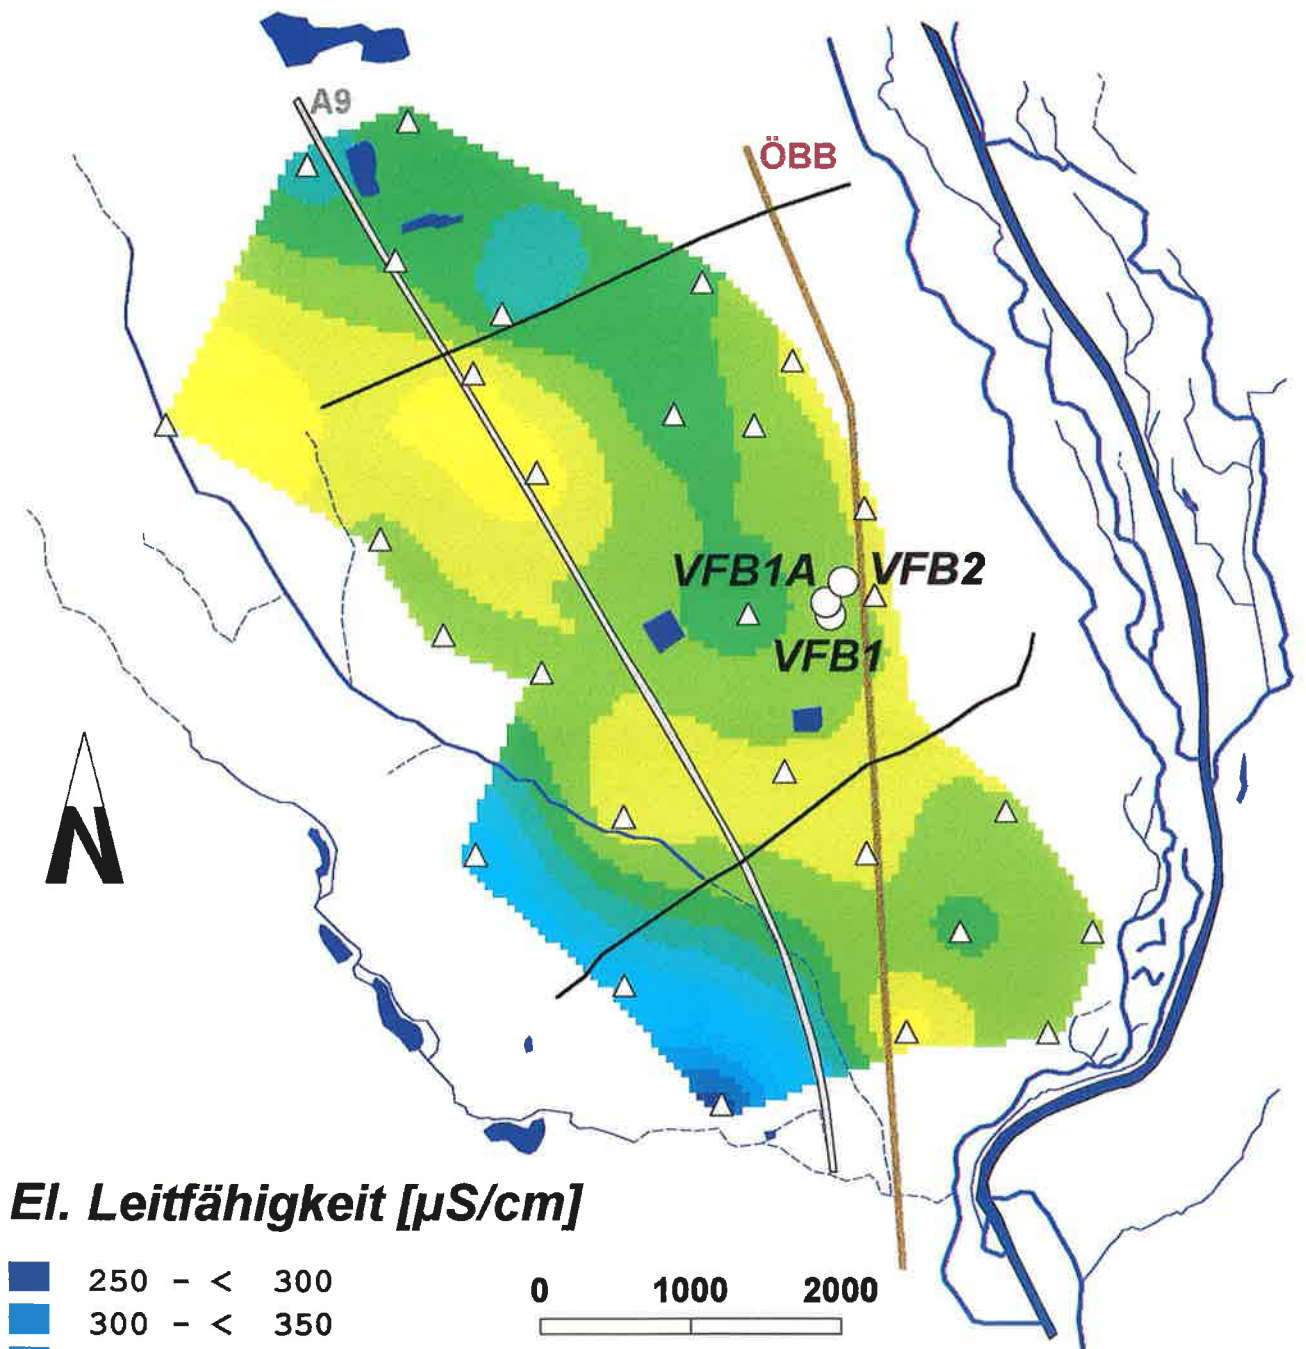 A9
ÖBB
VFB1A
VFB2
VFB1
N
El. Leitfähigkeit [µS/cm]
250 - < 300
300 - < 350
0 1000 2000